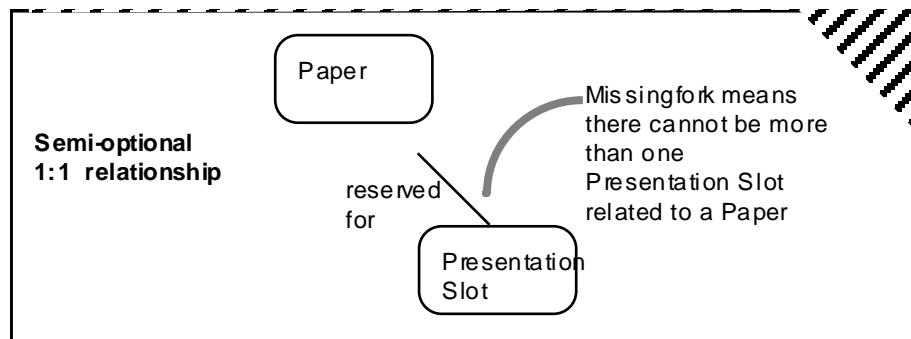 Paper
Missingfork means
there cannot be more
than one
Presentation Slot
related to a Paper
Semi-optional
1:1 relationship
reserved
for
Presentation
Slot